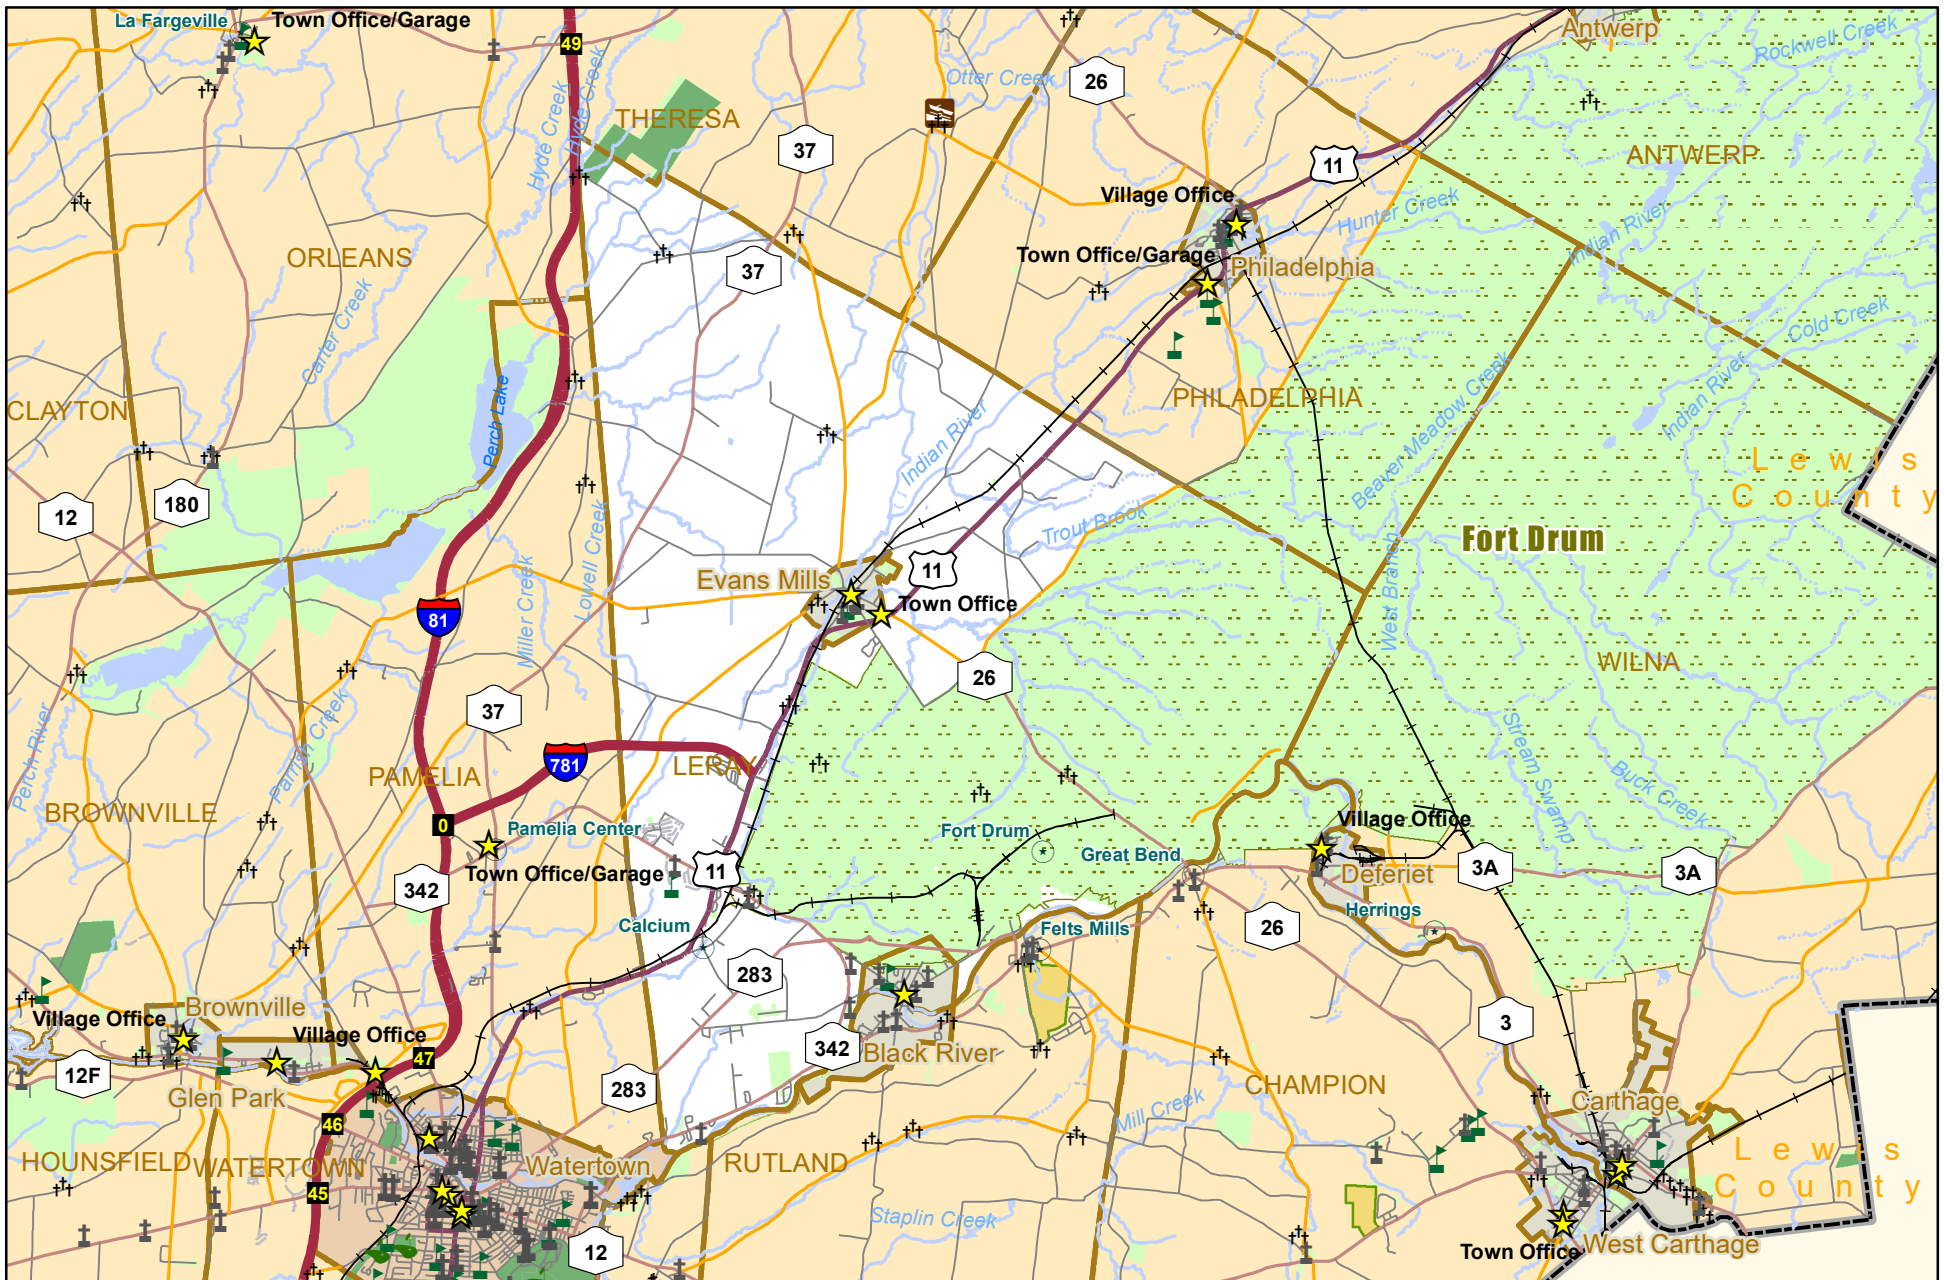 La Fargeville
Town Office/Garage
49
Hyde Creek
Hyde Creek
THERESA
Otter Creek
26
37
Antwerp
Rockwell Creek
11
ANTWERP
Village Office
Hunter Creek
Indian River
ORLEANS
37
Town Office/Garage
Philadelphia
Carter Creek
Cold Creek
Indian River
CLAYTON
Perch Lake
PHILADELPHIA
Beaver Meadow Creek
Indian River
Lewis
County
12
180
Trout Brook
Fort Drum
Miller Creek
Lowell Creek
West Branch
Evans Mills
11
Town Office
81
26
WILNA
Perch River
Parrish Creek
37
Stream Swamp
Buck Creek
PAMELIA
781
LERAY
BROWNVILLE
0
Pamelia Center
Fort Drum
Great Bend
Village Office
Town Office/Garage
11
342
Deferiet
3A
3A
Calcium
Felts Mills
Herrings
26
283
Brownville
Village Office
Village Office
47
12F
Glen Park
283
342
Black River
3
CHAMPION
Carthage
Mill Creek
46
HOUNSFIELD
WATERTOWN
45
Watertown
RUTLAND
Lewis
County
Staplin Creek
12
Town Office
West Carthage